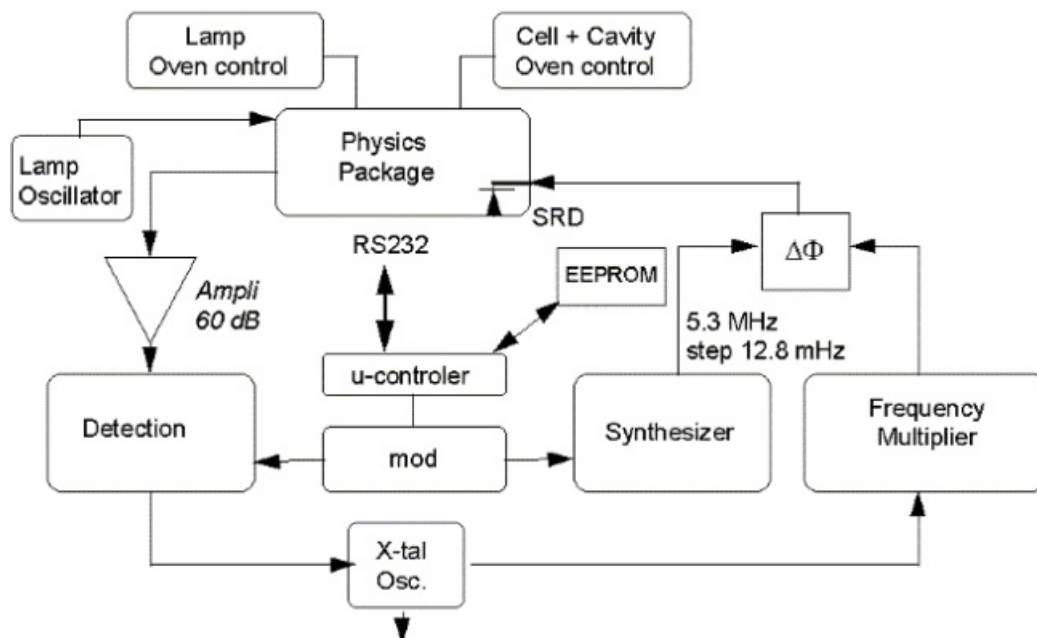 Lamp
Oven control
Cell + Cavity
Oven control
Physics
Package
Lamp
Oscillator
SRD
RS232
EEPROM
ΔΦ
Ampli
60 dB
5.3 MHz
step 12.8 mHz
u-controler
Detection
mod
Synthesizer
Frequency
Multiplier
X-tal
Osc.